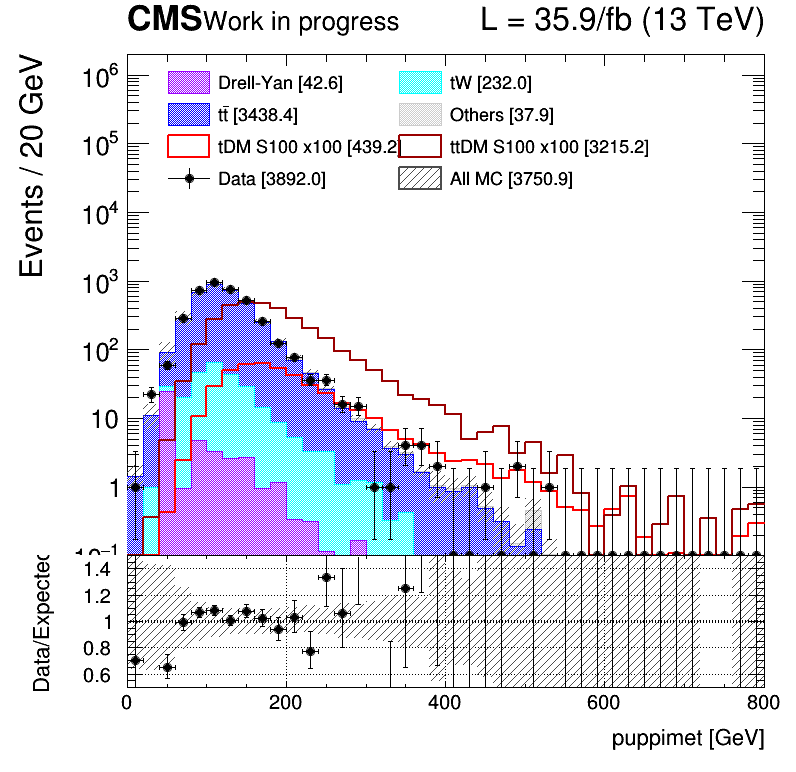 CMS Work in progress L = 35.9/fb (13 TeV)
Events / 20 GeV
Drell-Yan [42.6] tW [232.0]
tt̄ [3438.4] Others [37.9]
tDM S100 x100 [439.2] ttDM S100 x100 [3215.2]
Data [3892.0] All MC [3750.9]
10⁶
10⁵
10⁴
10³
10²
10
1
10⁻¹
Data/Expected
1.4
1.2
1
0.8
0.6
0 200 400 600 800
puppimet [GeV]